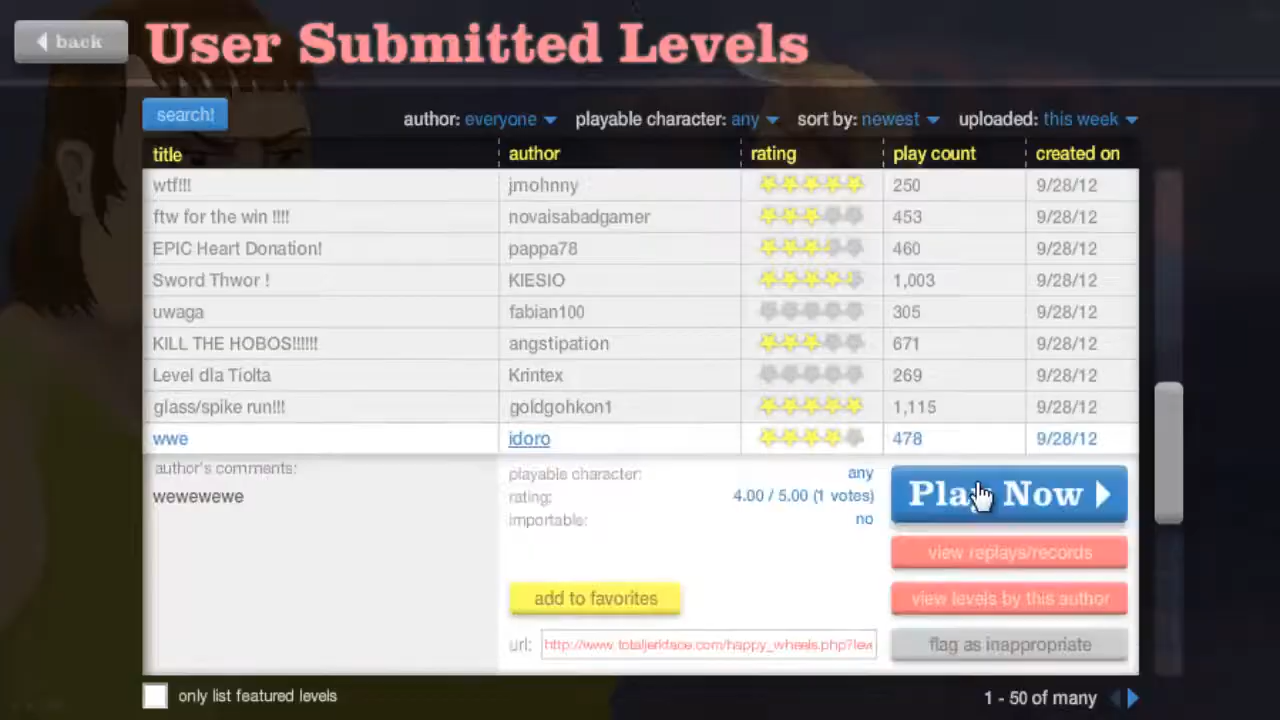 back
User Submitted Levels
search!
author: everyone playable character: any sort by: newest uploaded: this week
title author rating play count created on
wtf!!! jmohnny 250 9/28/12
ftw for the win !!!! novaisabadgamer 453 9/28/12
EPIC Heart Donation! pappa78 460 9/28/12
Sword Thwor ! KIESIO 1,003 9/28/12
uwaga fabian100 305 9/28/12
KILL THE HOBOS!!!!!! angstipation 671 9/28/12
Level dla Tiolta Krintex 269 9/28/12
glass/spike run!!! goldgohkon1 1,115 9/28/12
wwe idoro 478 9/28/12
author's comments:
wewewewe
playable character: any
rating: 4.00 / 5.00 (1 votes)
importable: no
Play Now
view replays/records
add to favorites
view levels by this author
url: http://www.totaljerkface.com/happy_wheels.php?lev
flag as inappropriate
only list featured levels
1 - 50 of many